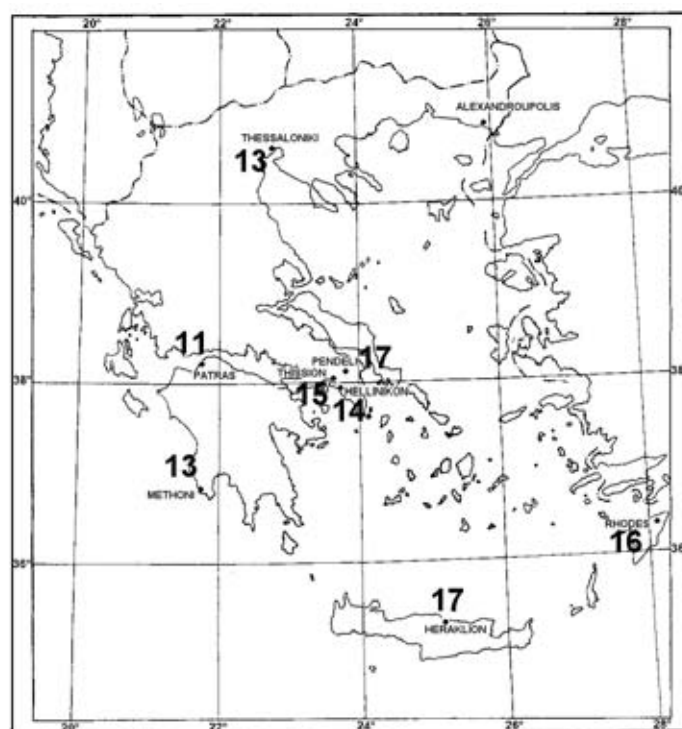 20° 22° 24° 26° 28°
ALEXANDROUPOLIS
THESSALONIKI
13
40° 40°
11
PATRAS
PENDELI 17
THISSION
38° 38°
15 HELLINIKON
14
13
METHONI
RHODES
16
36° 36°
17
HERAKLION
20° 22° 24° 26° 28°